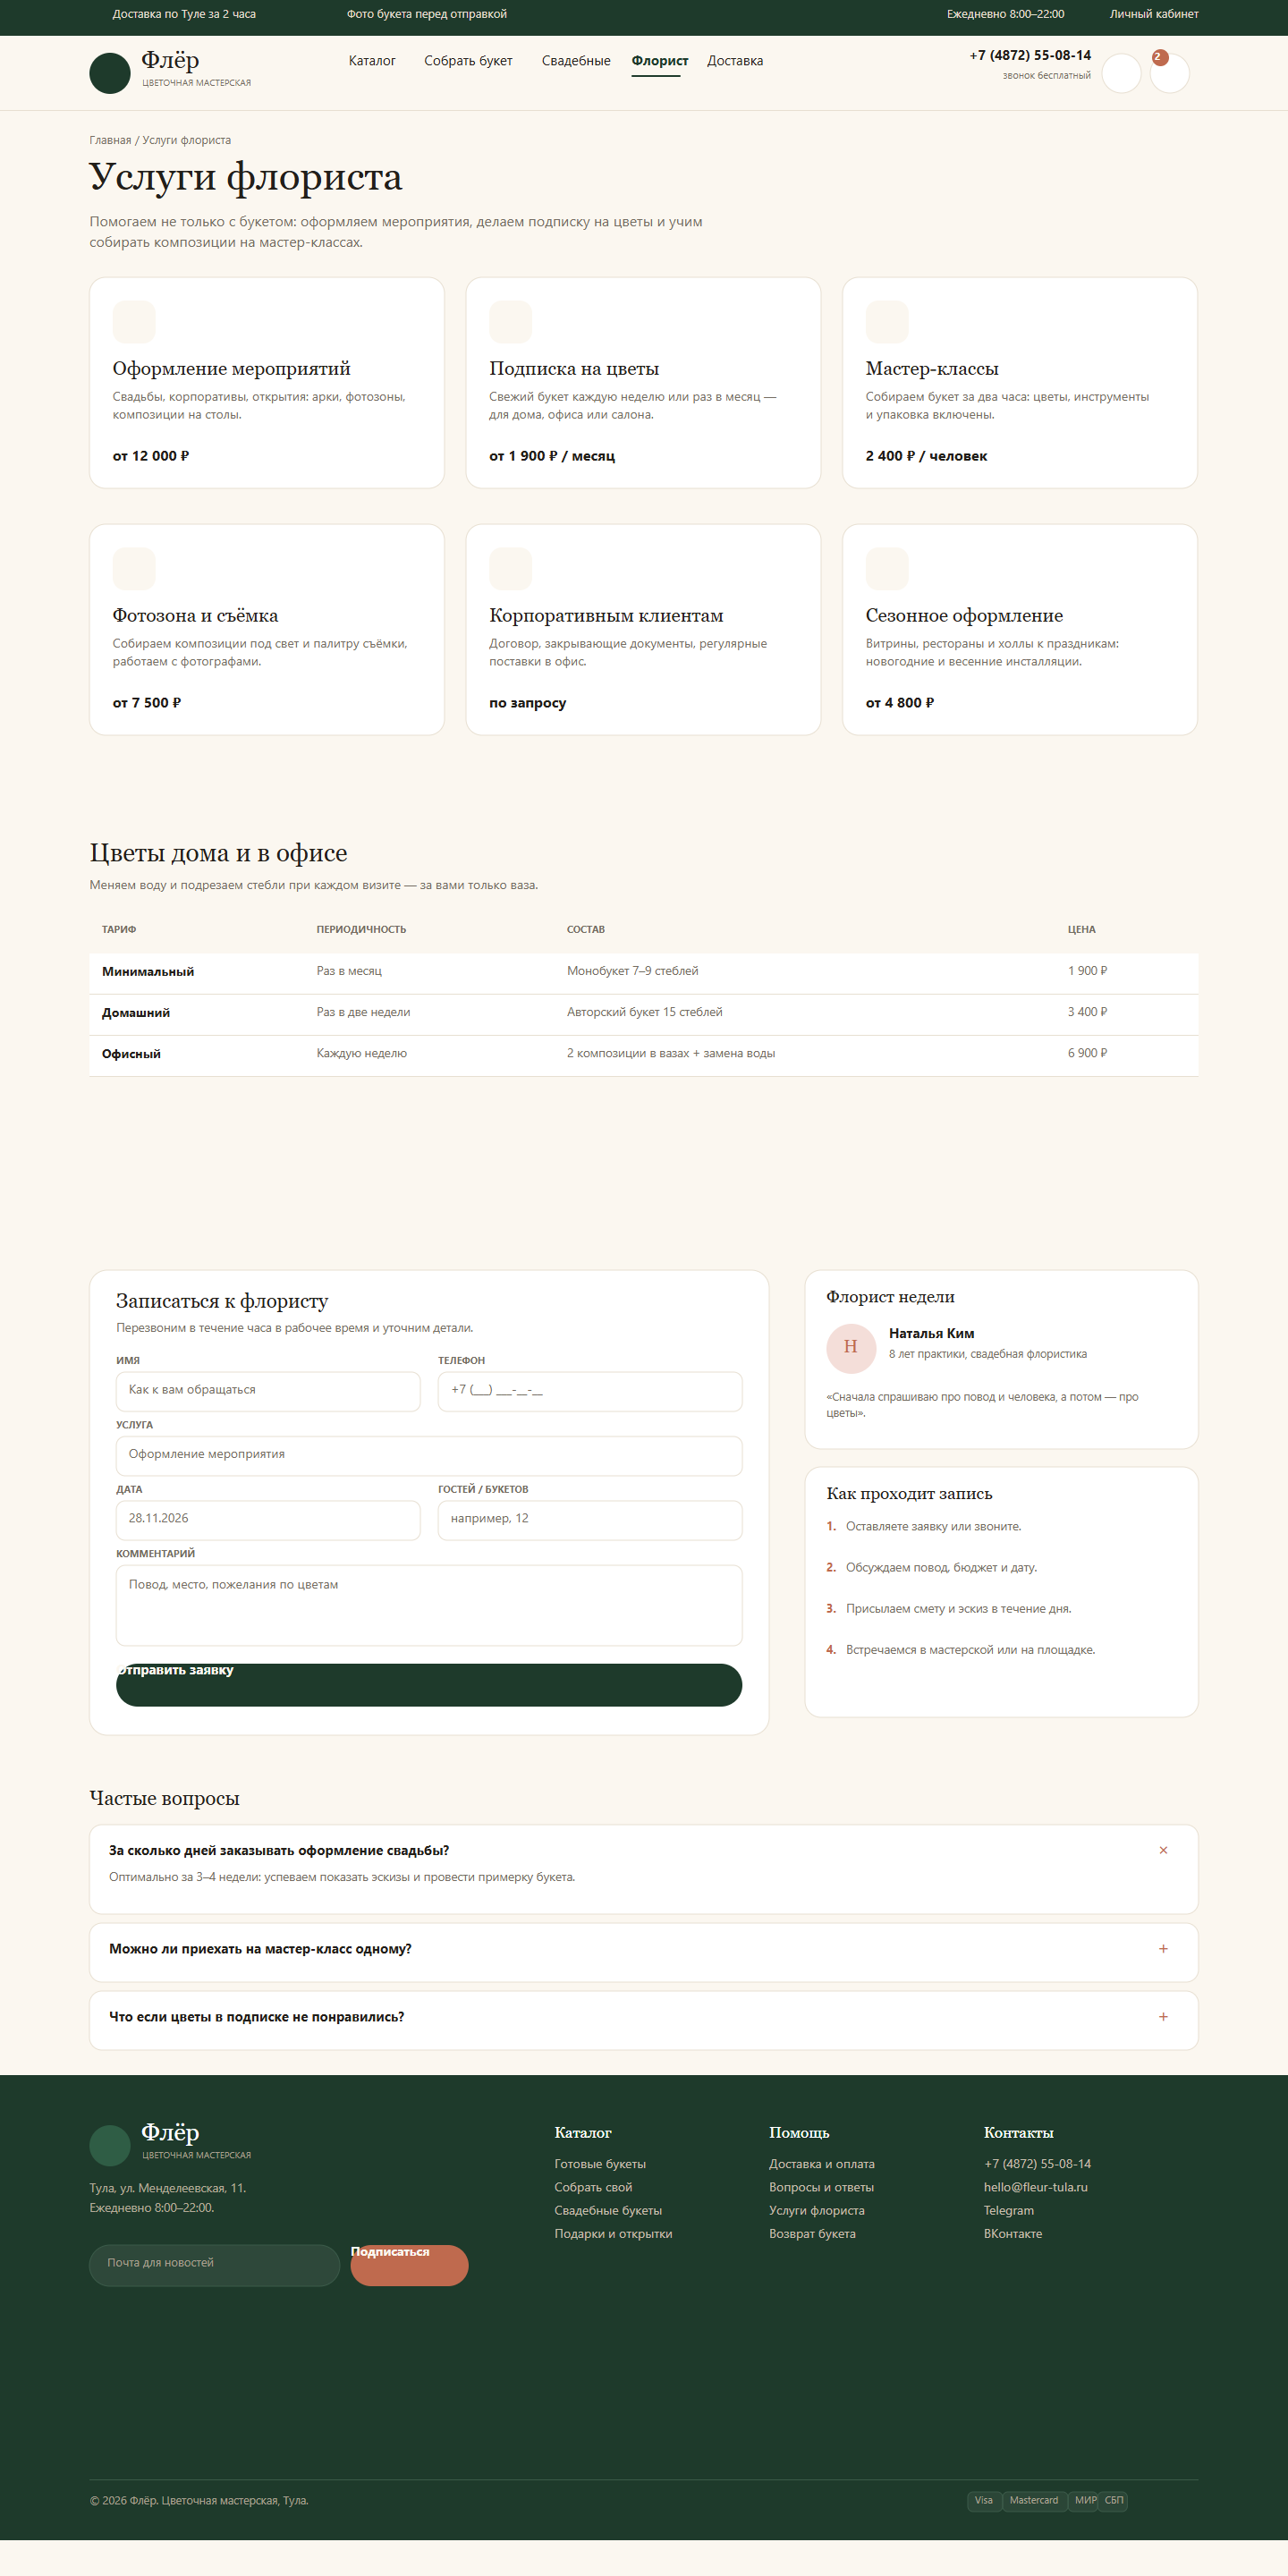 Доставка по Туле за 2 часа
Фото букета перед отправкой
Ежедневно 8:00–22:00
Личный кабинет
Флёр
ЦВЕТОЧНАЯ МАСТЕРСКАЯ
Каталог
Собрать букет
Свадебные
Флорист
Доставка
+7 (4872) 55-08-14
звонок бесплатный
2
Главная / Услуги флориста
Услуги флориста
Помогаем не только с букетом: оформляем мероприятия, делаем подписку на цветы и учим
собирать композиции на мастер-классах.
Оформление мероприятий
Свадьбы, корпоративы, открытия: арки, фотозоны,
композиции на столы.
от 12 000 ₽
Подписка на цветы
Свежий букет каждую неделю или раз в месяц —
для дома, офиса или салона.
от 1 900 ₽ / месяц
Мастер-классы
Собираем букет за два часа: цветы, инструменты
и упаковка включены.
2 400 ₽ / человек
Фотозона и съёмка
Собираем композиции под свет и палитру съёмки,
работаем с фотографами.
от 7 500 ₽
Корпоративным клиентам
Договор, закрывающие документы, регулярные
поставки в офис.
по запросу
Сезонное оформление
Витрины, рестораны и холлы к праздникам:
новогодние и весенние инсталляции.
от 4 800 ₽
Цветы дома и в офисе
Меняем воду и подрезаем стебли при каждом визите — за вами только ваза.
ТАРИФ ПЕРИОДИЧНОСТЬ СОСТАВ ЦЕНА
Минимальный Раз в месяц Монобукет 7–9 стеблей 1 900 ₽
Домашний Раз в две недели Авторский букет 15 стеблей 3 400 ₽
Офисный Каждую неделю 2 композиции в вазах + замена воды 6 900 ₽
Записаться к флористу
Перезвоним в течение часа в рабочее время и уточним детали.
ИМЯ
Как к вам обращаться
ТЕЛЕФОН
+7 (___) ___-__-__
УСЛУГА
Оформление мероприятия
ДАТА
28.11.2026
ГОСТЕЙ / БУКЕТОВ
например, 12
КОММЕНТАРИЙ
Повод, место, пожелания по цветам
Отправить заявку
Флорист недели
Н
Наталья Ким
8 лет практики, свадебная флористика
«Сначала спрашиваю про повод и человека, а потом — про
цветы».
Как проходит запись
1. Оставляете заявку или звоните.
2. Обсуждаем повод, бюджет и дату.
3. Присылаем смету и эскиз в течение дня.
4. Встречаемся в мастерской или на площадке.
Частые вопросы
За сколько дней заказывать оформление свадьбы? ×
Оптимально за 3–4 недели: успеваем показать эскизы и провести примерку букета.
Можно ли приехать на мастер-класс одному? +
Что если цветы в подписке не понравились? +
Флёр
ЦВЕТОЧНАЯ МАСТЕРСКАЯ
Тула, ул. Менделеевская, 11.
Ежедневно 8:00–22:00.
Почта для новостей
Подписаться
Каталог
Готовые букеты
Собрать свой
Свадебные букеты
Подарки и открытки
Помощь
Доставка и оплата
Вопросы и ответы
Услуги флориста
Возврат букета
Контакты
+7 (4872) 55-08-14
hello@fleur-tula.ru
Telegram
ВКонтакте
© 2026 Флёр. Цветочная мастерская, Тула.
Visa
Mastercard
МИР
СБП